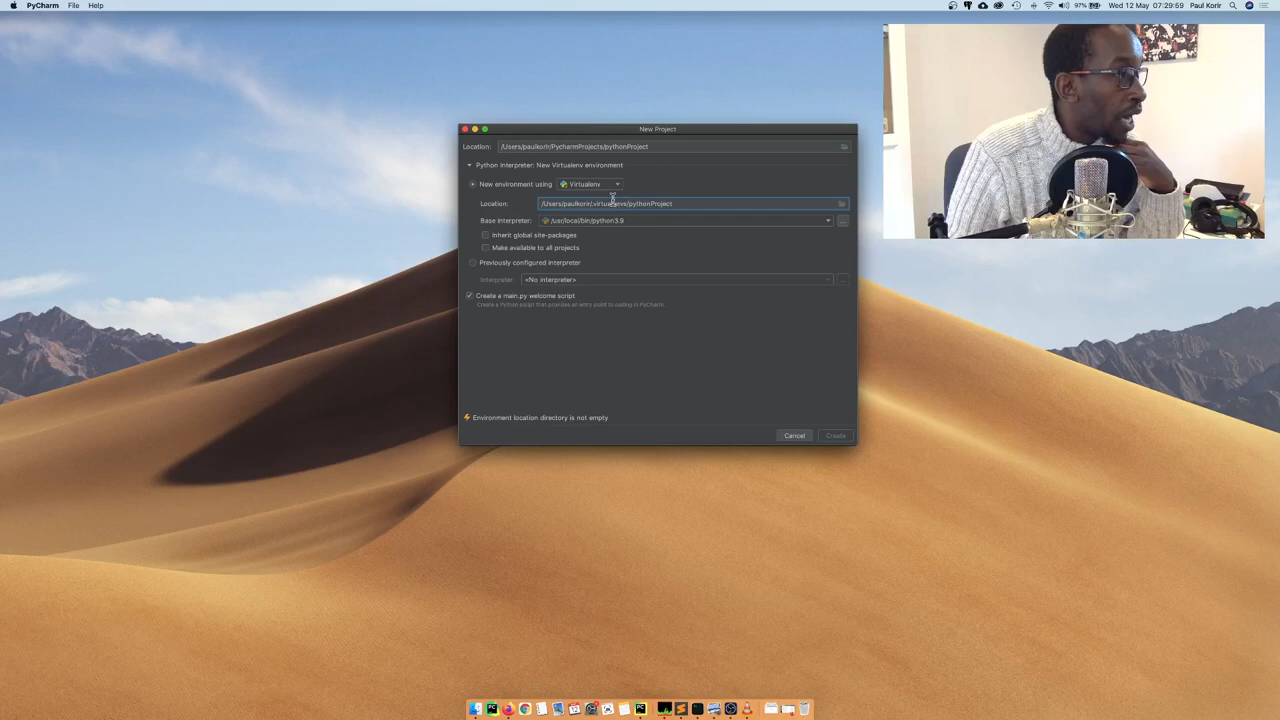 PyCharm File Help 97% Wed 12 May 07:29:59 Paul Korir
New Project
Location: /Users/paulkorir/PycharmProjects/pythonProject
Python Interpreter: New Virtualenv environment
New environment using Virtualenv
Location: /Users/paulkorir/.virtualenvs/pythonProject
Base interpreter: /usr/local/bin/python3.9 ...
Inherit global site-packages
Make available to all projects
Previously configured interpreter
Interpreter: <No interpreter> ...
Create a main.py welcome script
Create a Python script that provides an entry point to coding in PyCharm.
Environment location directory is not empty
Cancel Create